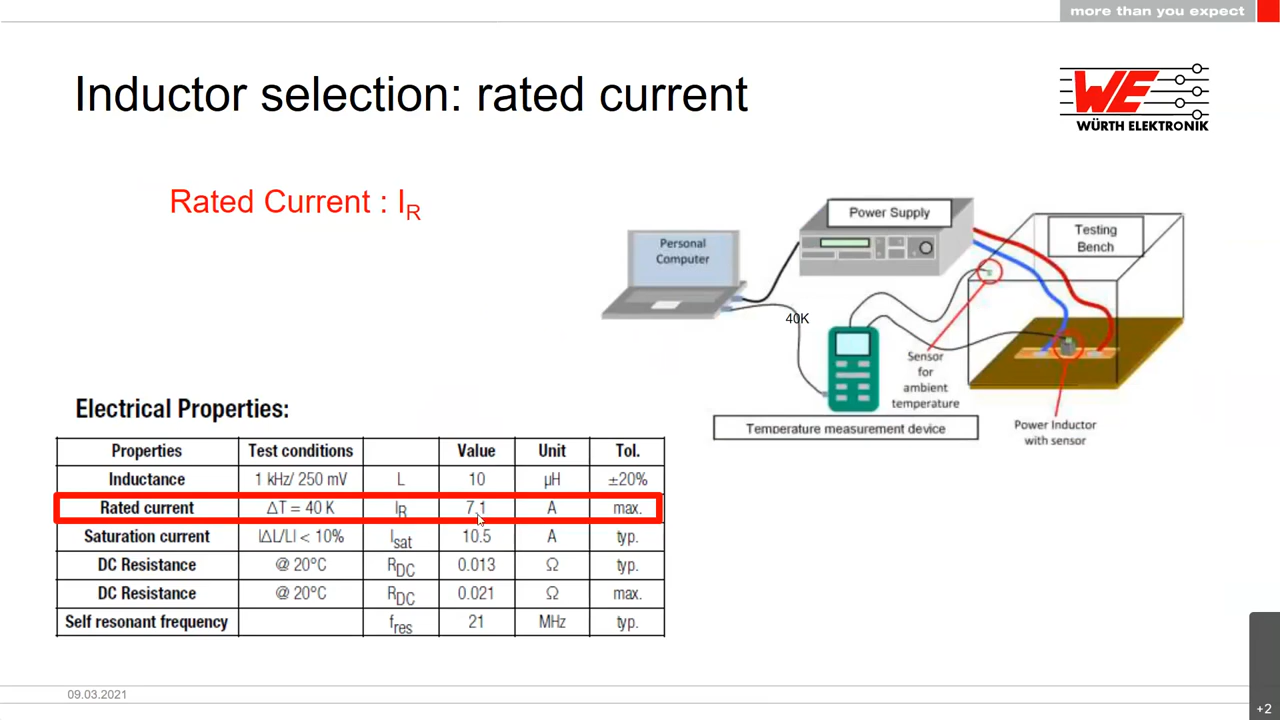 more than you expect
Inductor selection: rated current
WE
WÜRTH ELEKTRONIK
Rated Current : IR
Personal
Computer
Power Supply
Testing
Bench
40K
Sensor
for
ambient
temperature
Power Inductor
with sensor
Temperature measurement device
Electrical Properties:
Properties Test conditions Value Unit Tol.
Inductance 1 kHz/ 250 mV L 10 µH ±20%
Rated current ΔT = 40 K IR 7.1 A max.
Saturation current |ΔL/L| < 10% Isat 10.5 A typ.
DC Resistance @ 20°C RDC 0.013 Ω typ.
DC Resistance @ 20°C RDC 0.021 Ω max.
Self resonant frequency fres 21 MHz typ.
09.03.2021
+2